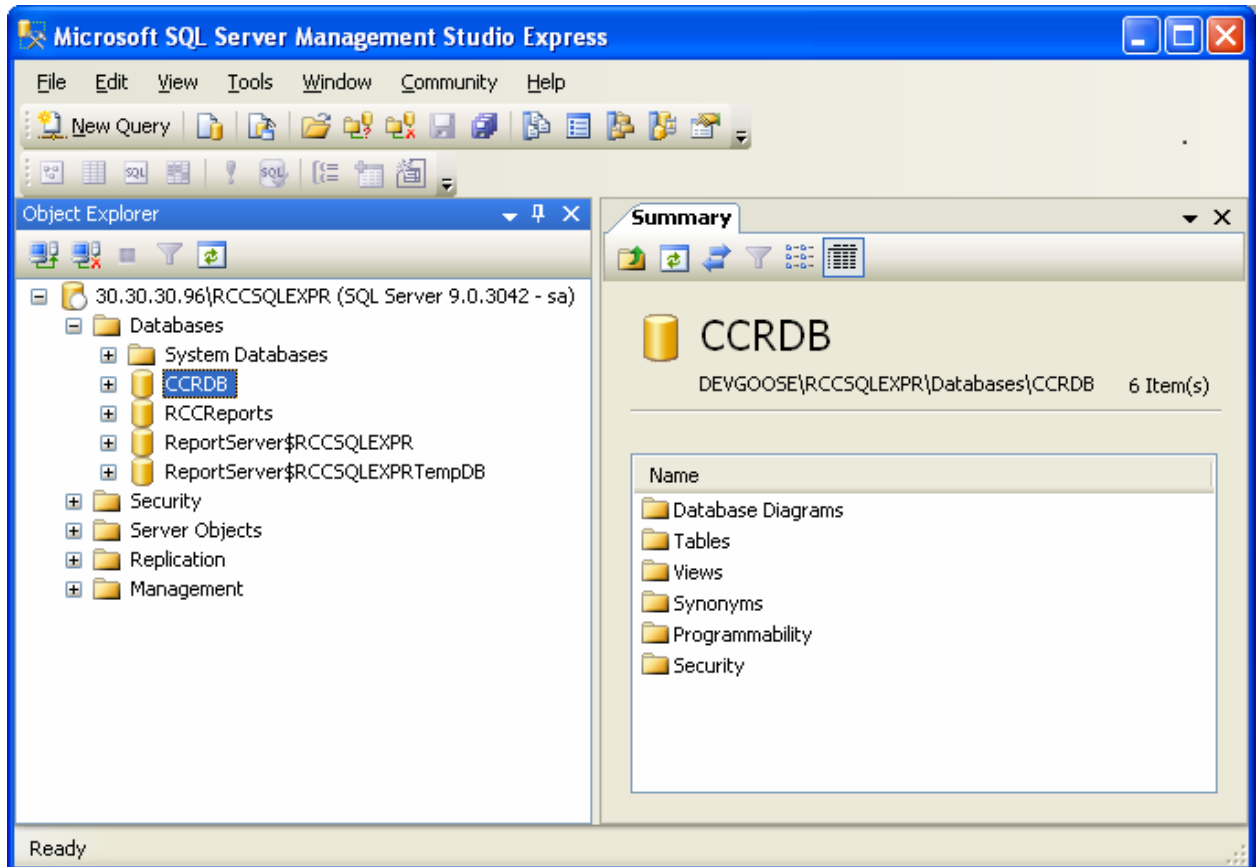 Microsoft SQL Server Management Studio Express
File Edit View Tools Window Community Help
New Query
SQL SQL
Object Explorer
30.30.30.96\RCCSQLEXPR (SQL Server 9.0.3042 - sa)
Databases
System Databases
CCRDB
RCCReports
ReportServer$RCCSQLEXPR
ReportServer$RCCSQLEXPRTempDB
Security
Server Objects
Replication
Management
Summary
CCRDB
DEVGOOSE\RCCSQLEXPR\Databases\CCRDB 6 Item(s)
Name
Database Diagrams
Tables
Views
Synonyms
Programmability
Security
Ready